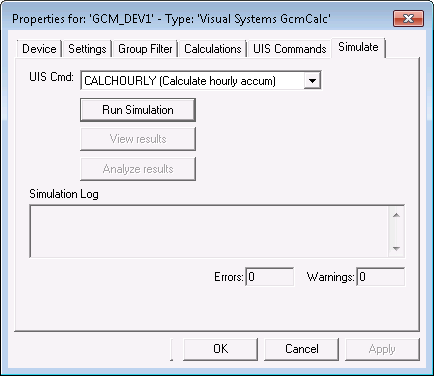 Properties for: 'GCM_DEV1' - Type: 'Visual Systems GcmCalc'
Device Settings Group Filter Calculations UIS Commands Simulate
UIS Cmd: CALCHOURLY (Calculate hourly accum)
Run Simulation
View results
Analyze results
Simulation Log
Errors: 0 Warnings: 0
OK Cancel Apply